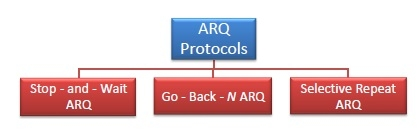 ARQ
Protocols
Stop - and - Wait
ARQ
Go - Back - N ARQ
Selective Repeat
ARQ